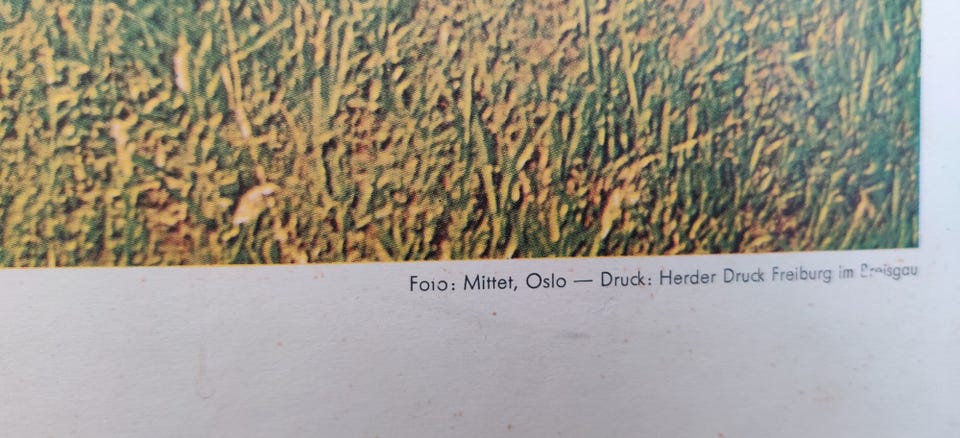 Foto: Mittet, Oslo — Druck: Herder Druck Freiburg im Breisgau